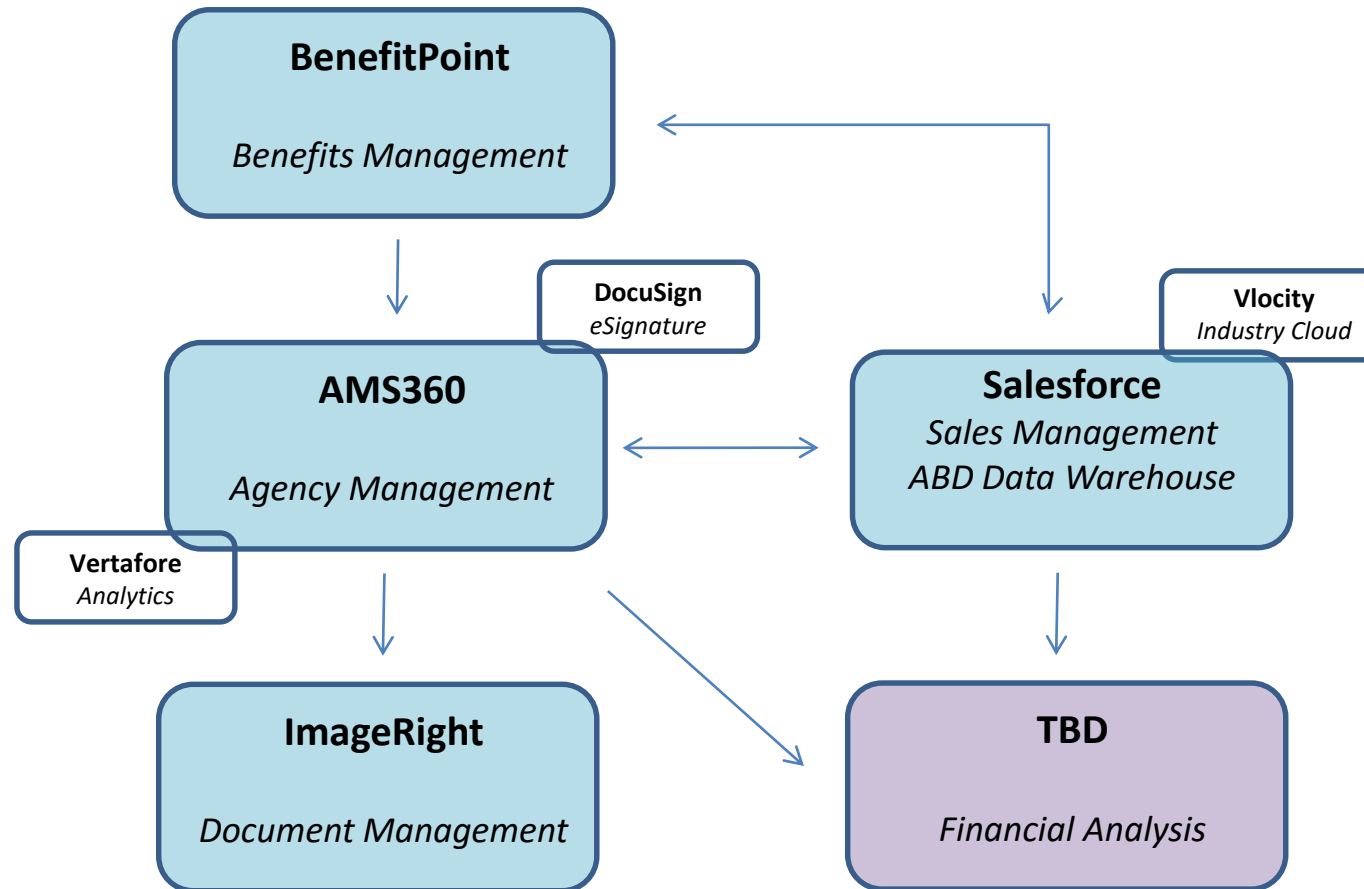 BenefitPoint
Benefits Management
DocuSign
eSignature
Vlocity
Industry Cloud
AMS360
Agency Management
Salesforce
Sales Management
ABD Data Warehouse
Vertafore
Analytics
ImageRight
Document Management
TBD
Financial Analysis